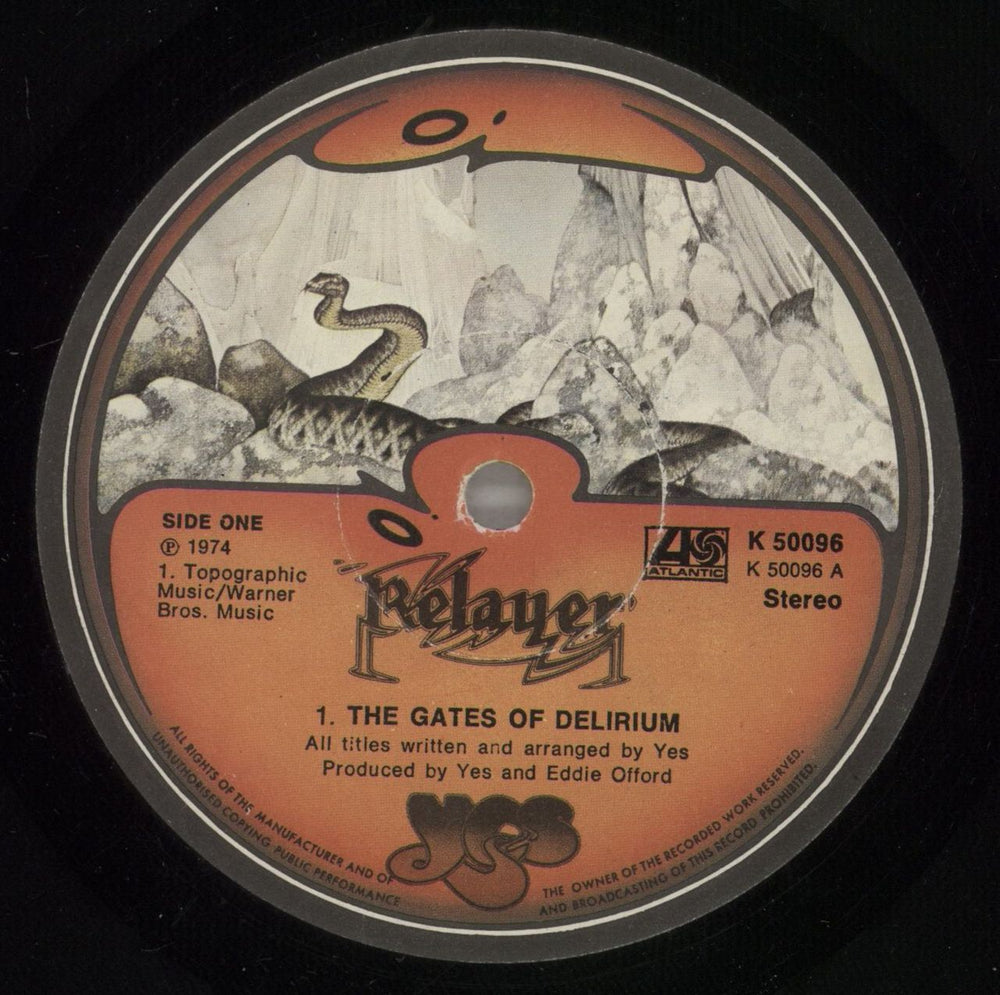 SIDE ONE
Ⓟ 1974
1. Topographic
Music/Warner
Bros. Music
ATLANTIC
K 50096
K 50096 A
Stereo
Relayer
1. THE GATES OF DELIRIUM
All titles written and arranged by Yes
Produced by Yes and Eddie Offord
yes
ALL RIGHTS OF THE MANUFACTURER AND OF
THE OWNER OF THE RECORDED WORK RESERVED.
UNAUTHORISED COPYING PUBLIC PERFORMANCE
AND BROADCASTING OF THIS RECORD PROHIBITED.